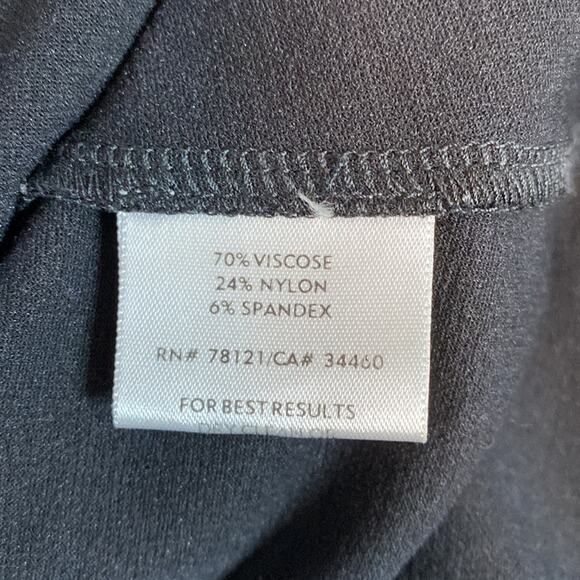 70% VISCOSE
24% NYLON
6% SPANDEX
RN# 78121/CA# 34460
FOR BEST RESULTS